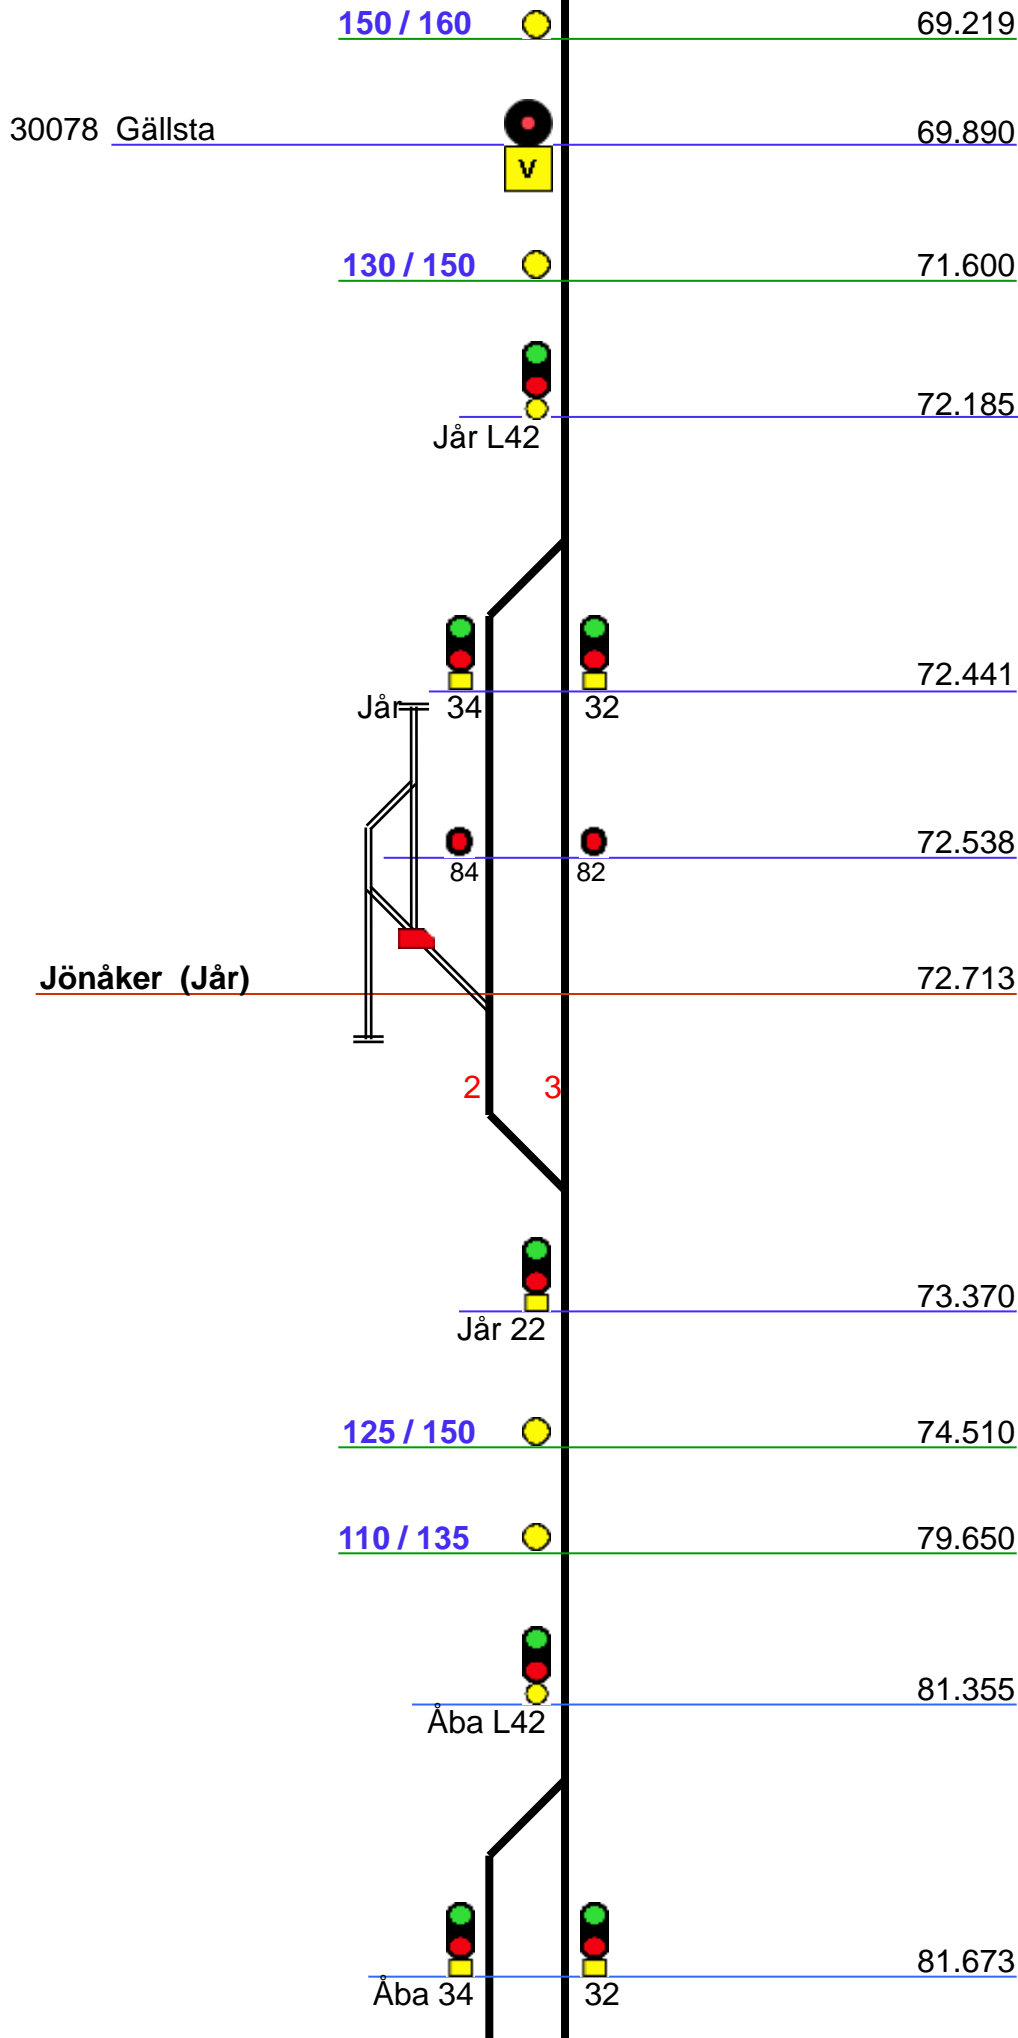 150 / 160 69.219
30078 Gällsta 69.890
V
130 / 150 71.600
72.185
Jår L42
72.441
Jår 34 32
72.538
84 82
Jönåker (Jår) 72.713
2 3
73.370
Jår 22
125 / 150 74.510
110 / 135 79.650
81.355
Åba L42
81.673
Åba 34 32